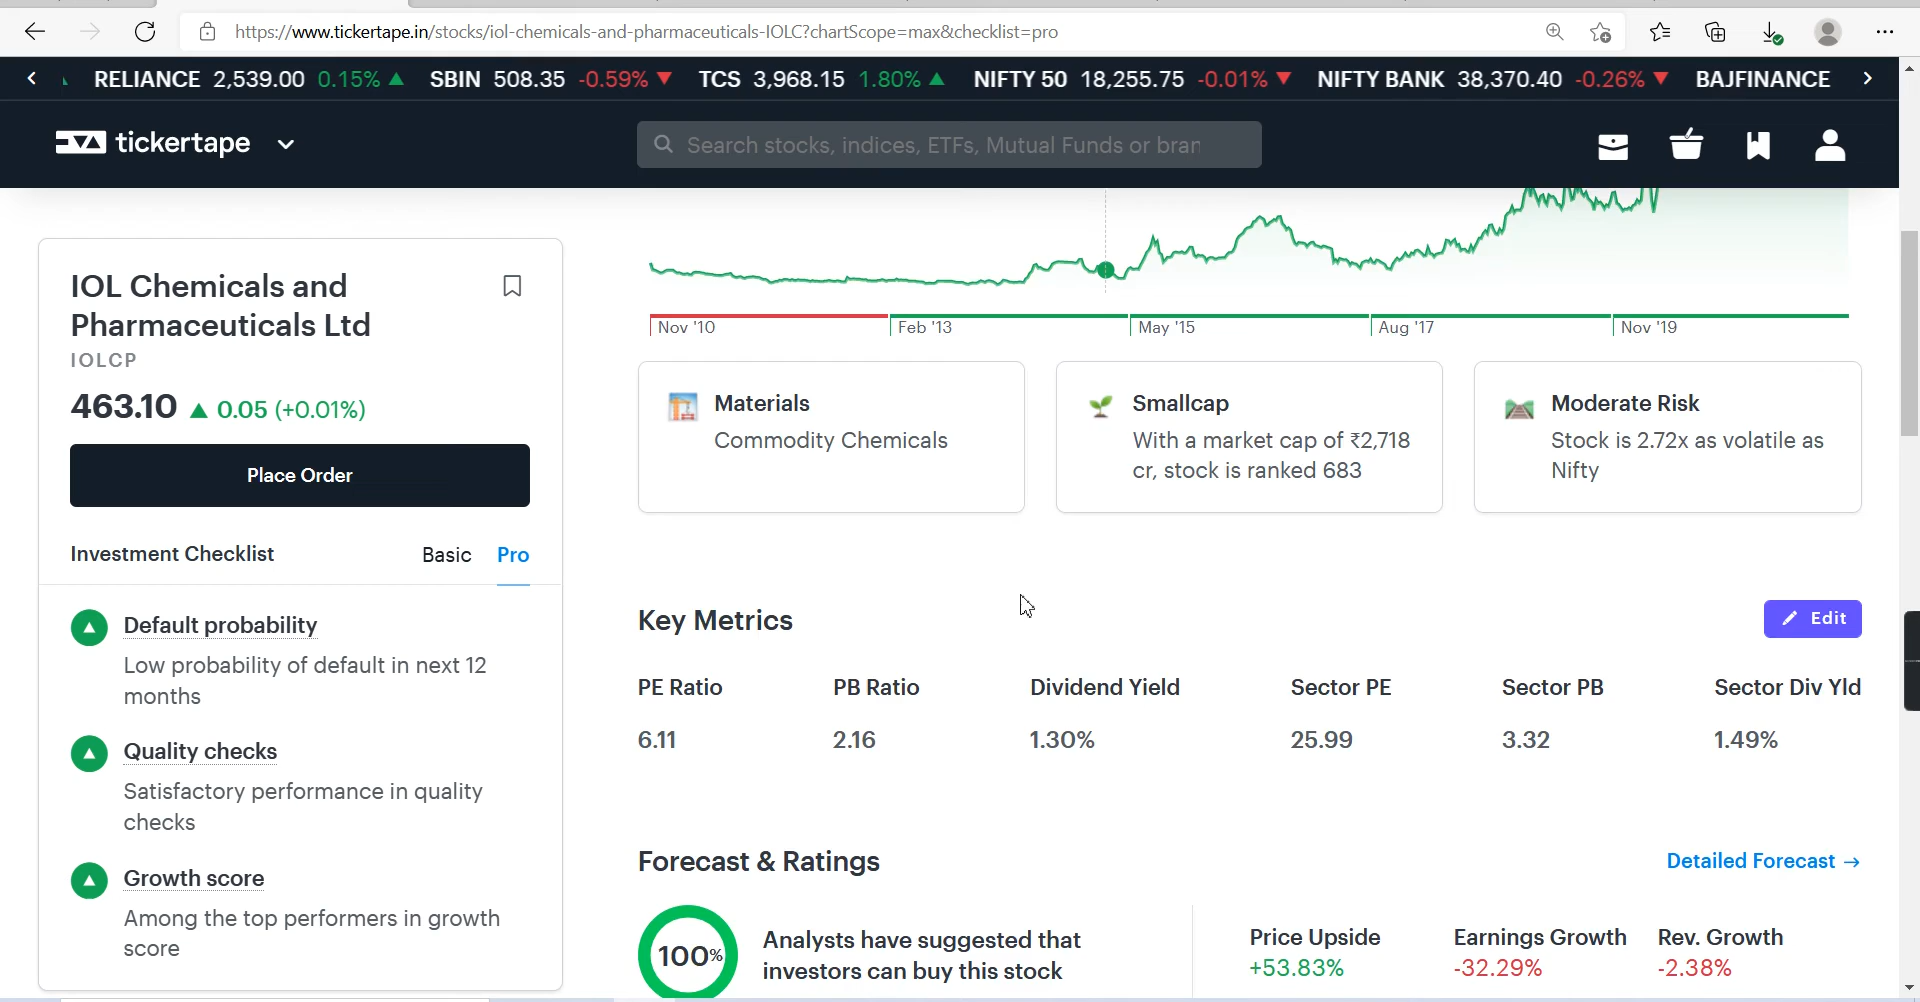 https://www.tickertape.in/stocks/iol-chemicals-and-pharmaceuticals-IOLC?chartScope=max&checklist=pro
RELIANCE 2,539.00 0.15% ▲ SBIN 508.35 -0.59% ▼ TCS 3,968.15 1.80% ▲ NIFTY 50 18,255.75 -0.01% ▼ NIFTY BANK 38,370.40 -0.26% ▼ BAJFINANCE
tickertape
Search stocks, indices, ETFs, Mutual Funds or bran
IOL Chemicals and
Pharmaceuticals Ltd
IOLCP
463.10 ▲ 0.05 (+0.01%)
Place Order
Investment Checklist Basic Pro
Default probability
Low probability of default in next 12
months
Quality checks
Satisfactory performance in quality
checks
Growth score
Among the top performers in growth
score
Nov '10 Feb '13 May '15 Aug '17 Nov '19
Materials
Commodity Chemicals
Smallcap
With a market cap of ₹2,718
cr, stock is ranked 683
Moderate Risk
Stock is 2.72x as volatile as
Nifty
Key Metrics Edit
PE Ratio PB Ratio Dividend Yield Sector PE Sector PB Sector Div Yld
6.11 2.16 1.30% 25.99 3.32 1.49%
Forecast & Ratings Detailed Forecast →
100%
Analysts have suggested that
investors can buy this stock
Price Upside Earnings Growth Rev. Growth
+53.83% -32.29% -2.38%